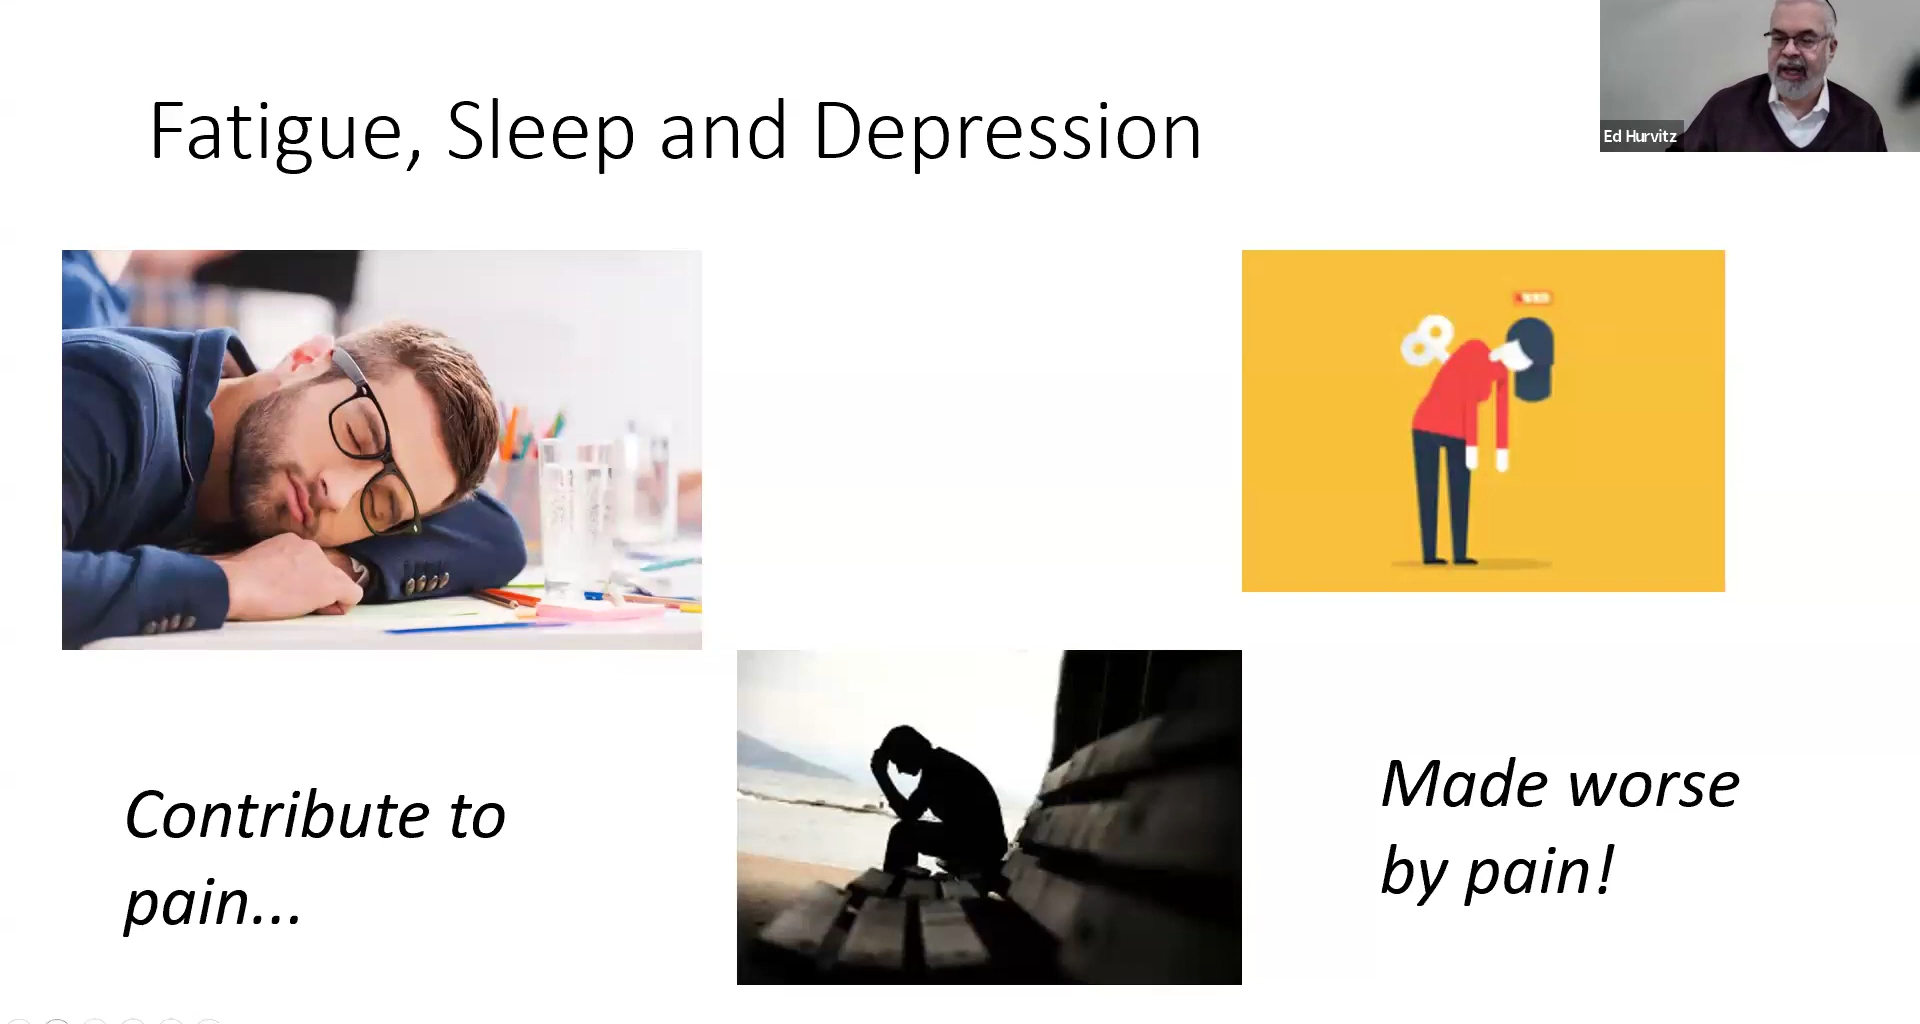 Fatigue, Sleep and Depression
Ed Hurvitz
Contribute to
pain...
Made worse
by pain!